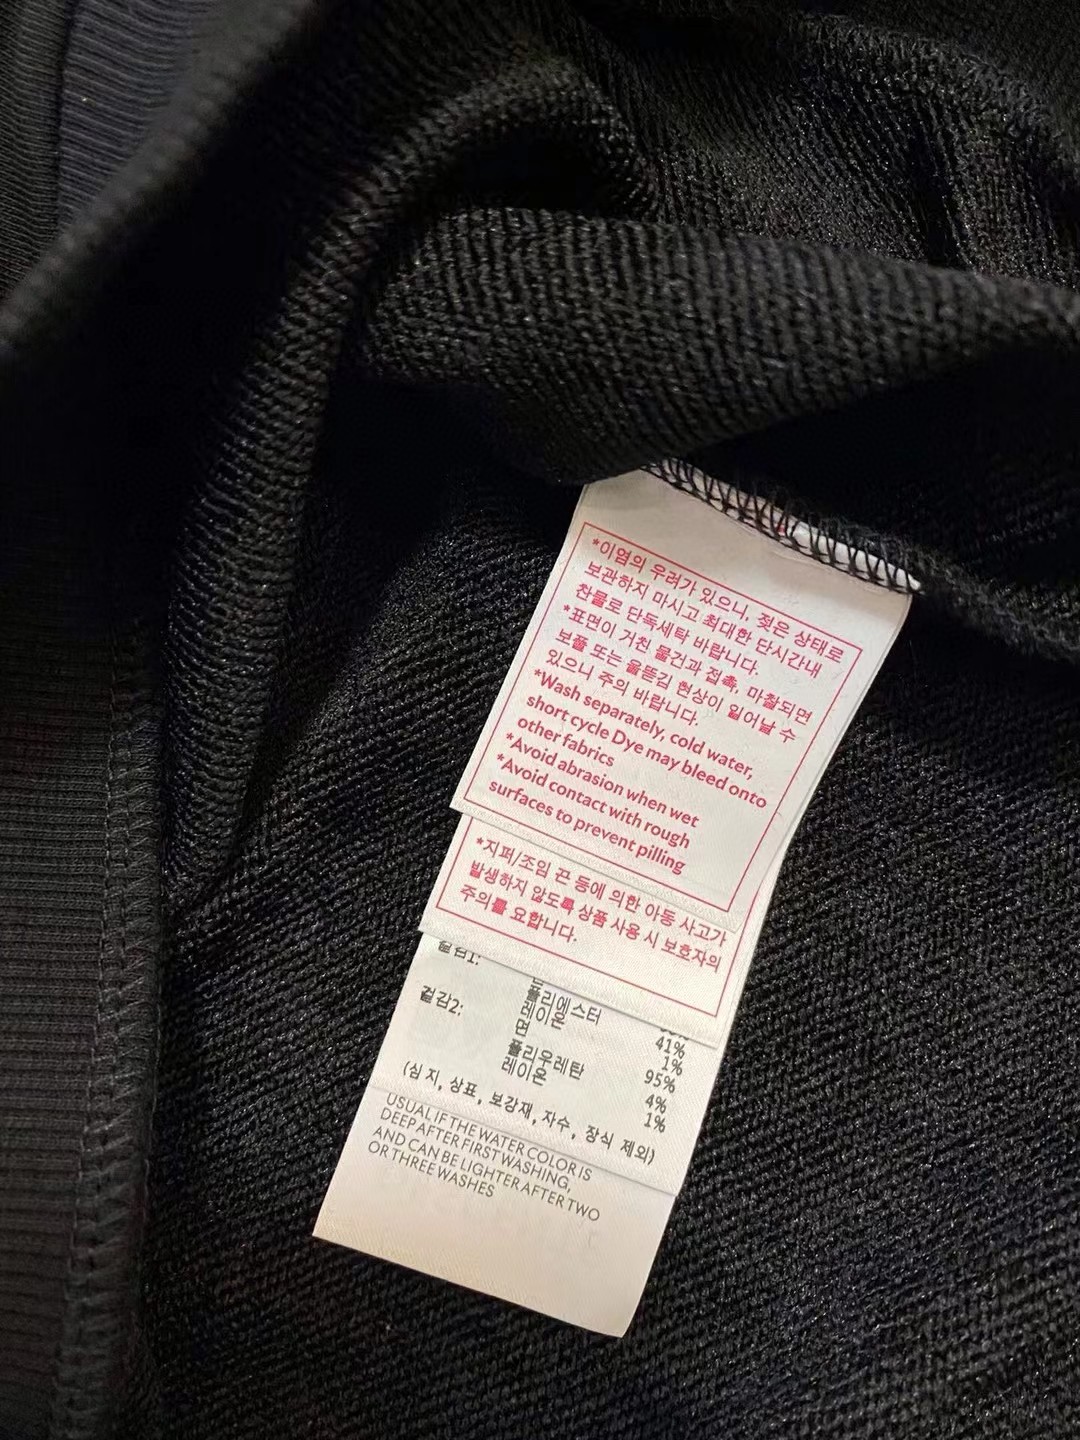 *이염의 우려가 있으니, 젖은 상태로
보관하지 마시고 최대한 단시간내
찬물로 단독세탁 바랍니다.
*표면이 거친 물건과 접촉, 마찰되면
보풀 또는 올뜯김 현상이 일어날 수
있으니 주의 바랍니다.
*Wash separately, cold water,
short cycle Dye may bleed onto
other fabrics
*Avoid abrasion when wet
*Avoid contact with rough
surfaces to prevent pilling
*지퍼/조임 끈 등에 의한 아동 사고가
발생하지 않도록 상품 사용 시 보호자의
주의를 요합니다.
겉감1:
폴리에스터
레이온 41%
겉감2: 면 1%
폴리우레탄 95%
레이온 4%
1%
(심지, 상표, 보강재, 자수, 장식 제외)
USUAL IF THE WATER COLOR IS
DEEP AFTER FIRST WASHING,
AND CAN BE LIGHTER AFTER TWO
OR THREE WASHES